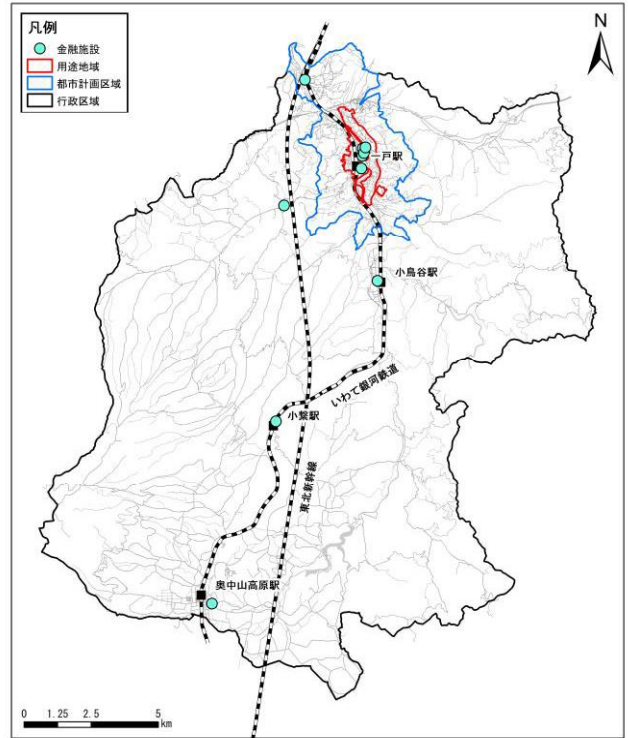 凡例
金融施設
用途地域
都市計画区域
行政区域
N
一戸駅
小鳥谷駅
いわて銀河鉄道
小繋駅
東北新幹線
奥中山高原駅
0 1.25 2.5 5
km